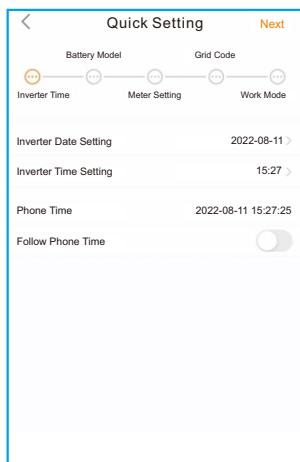 Quick Setting Next
Battery Model Grid Code
Inverter Time Meter Setting Work Mode
Inverter Date Setting 2022-08-11
Inverter Time Setting 15:27
Phone Time 2022-08-11 15:27:25
Follow Phone Time